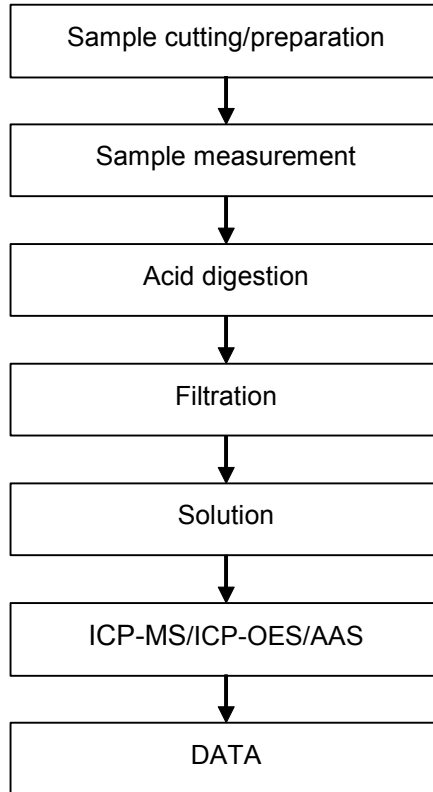 Sample cutting/preparation
Sample measurement
Acid digestion
Filtration
Solution
ICP-MS/ICP-OES/AAS
DATA